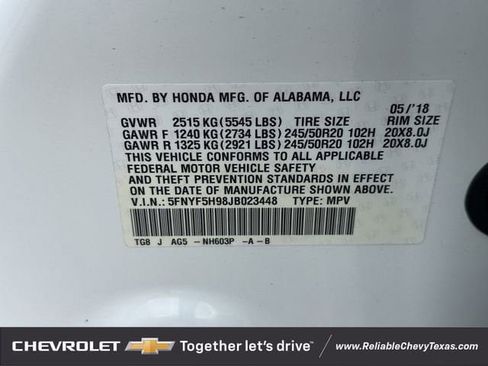 MFD. BY HONDA MFG. OF ALABAMA, LLC 05/'18
GVWR 2515 KG(5545 LBS) TIRE SIZE RIM SIZE
GAWR F 1240 KG(2734 LBS) 245/50R20 102H 20X8.0J
GAWR R 1325 KG(2921 LBS) 245/50R20 102H 20X8.0J
THIS VEHICLE CONFORMS TO ALL APPLICABLE
FEDERAL MOTOR VEHICLE SAFETY
AND THEFT PREVENTION STANDARDS IN EFFECT
ON THE DATE OF MANUFACTURE SHOWN ABOVE.
V.I.N.: 5FNYF5H98JB023448 TYPE: MPV
TG8 J AG5 -NH603P -A -B
CHEVROLET Together let's drive™ www.ReliableChevyTexas.com